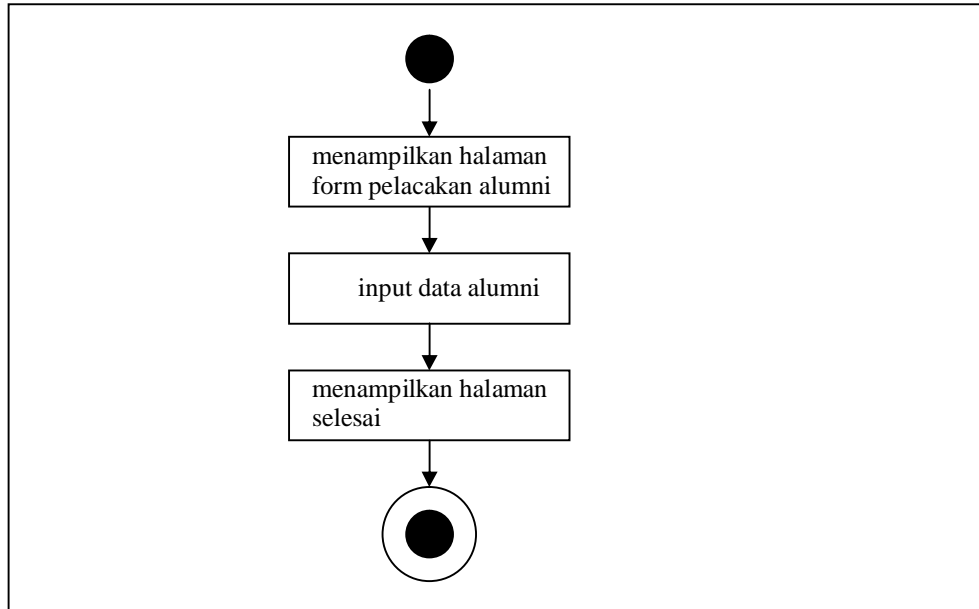 menampilkan halaman
form pelacakan alumni
input data alumni
menampilkan halaman
selesai